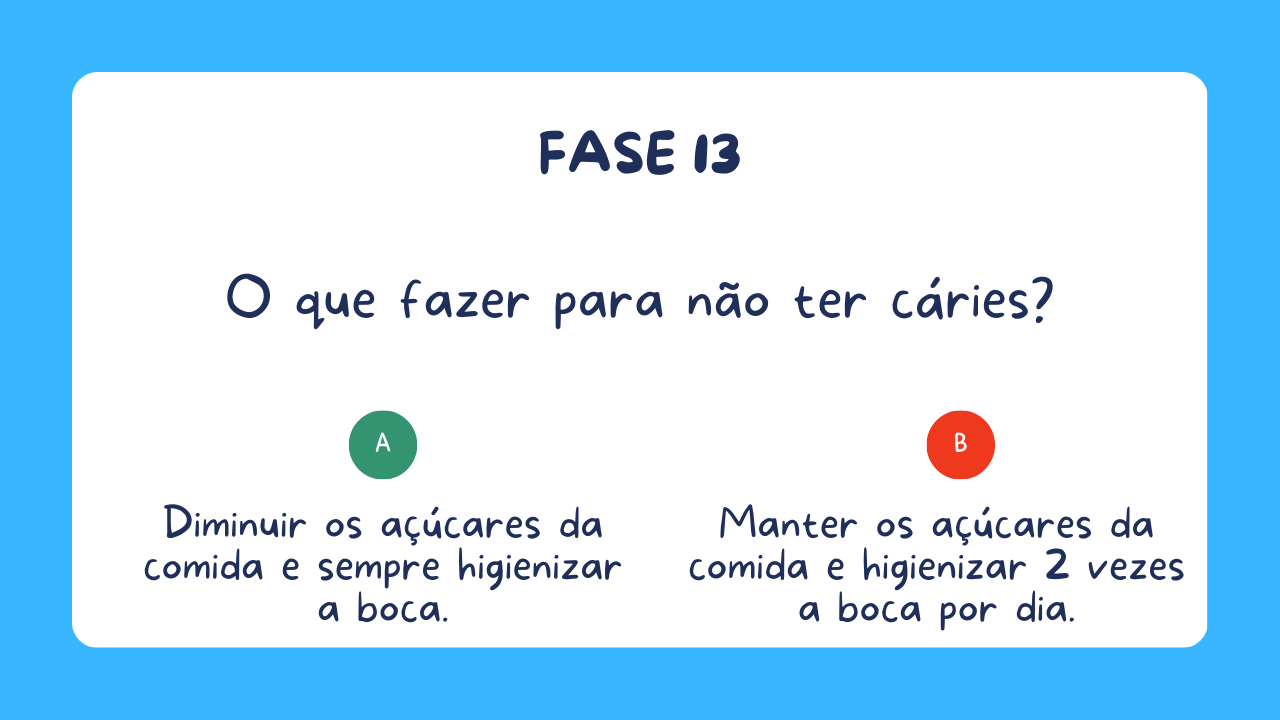 FASE 13
O que fazer para não ter cáries?
A
Diminuir os açúcares da
comida e sempre higienizar
a boca.
B
Manter os açúcares da
comida e higienizar 2 vezes
a boca por dia.